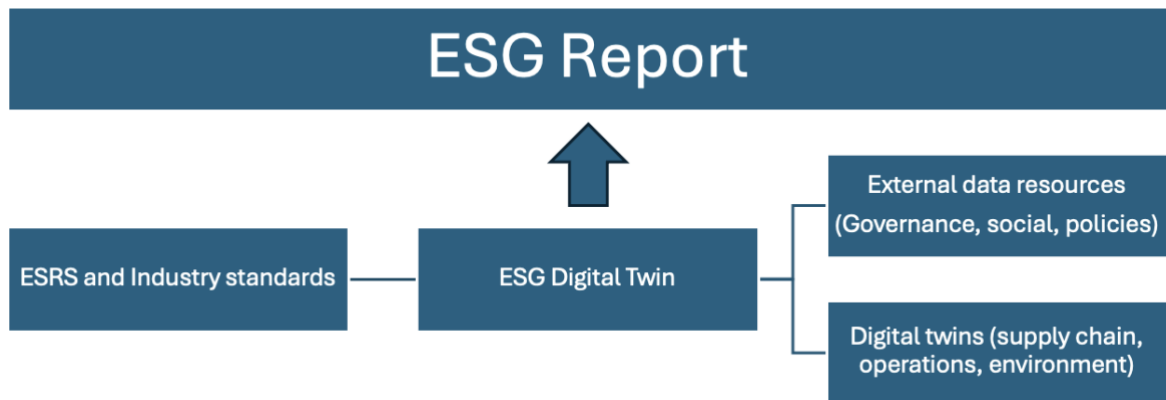 ESG Report
ESRS and Industry standards
ESG Digital Twin
External data resources
(Governance, social, policies)
Digital twins (supply chain,
operations, environment)